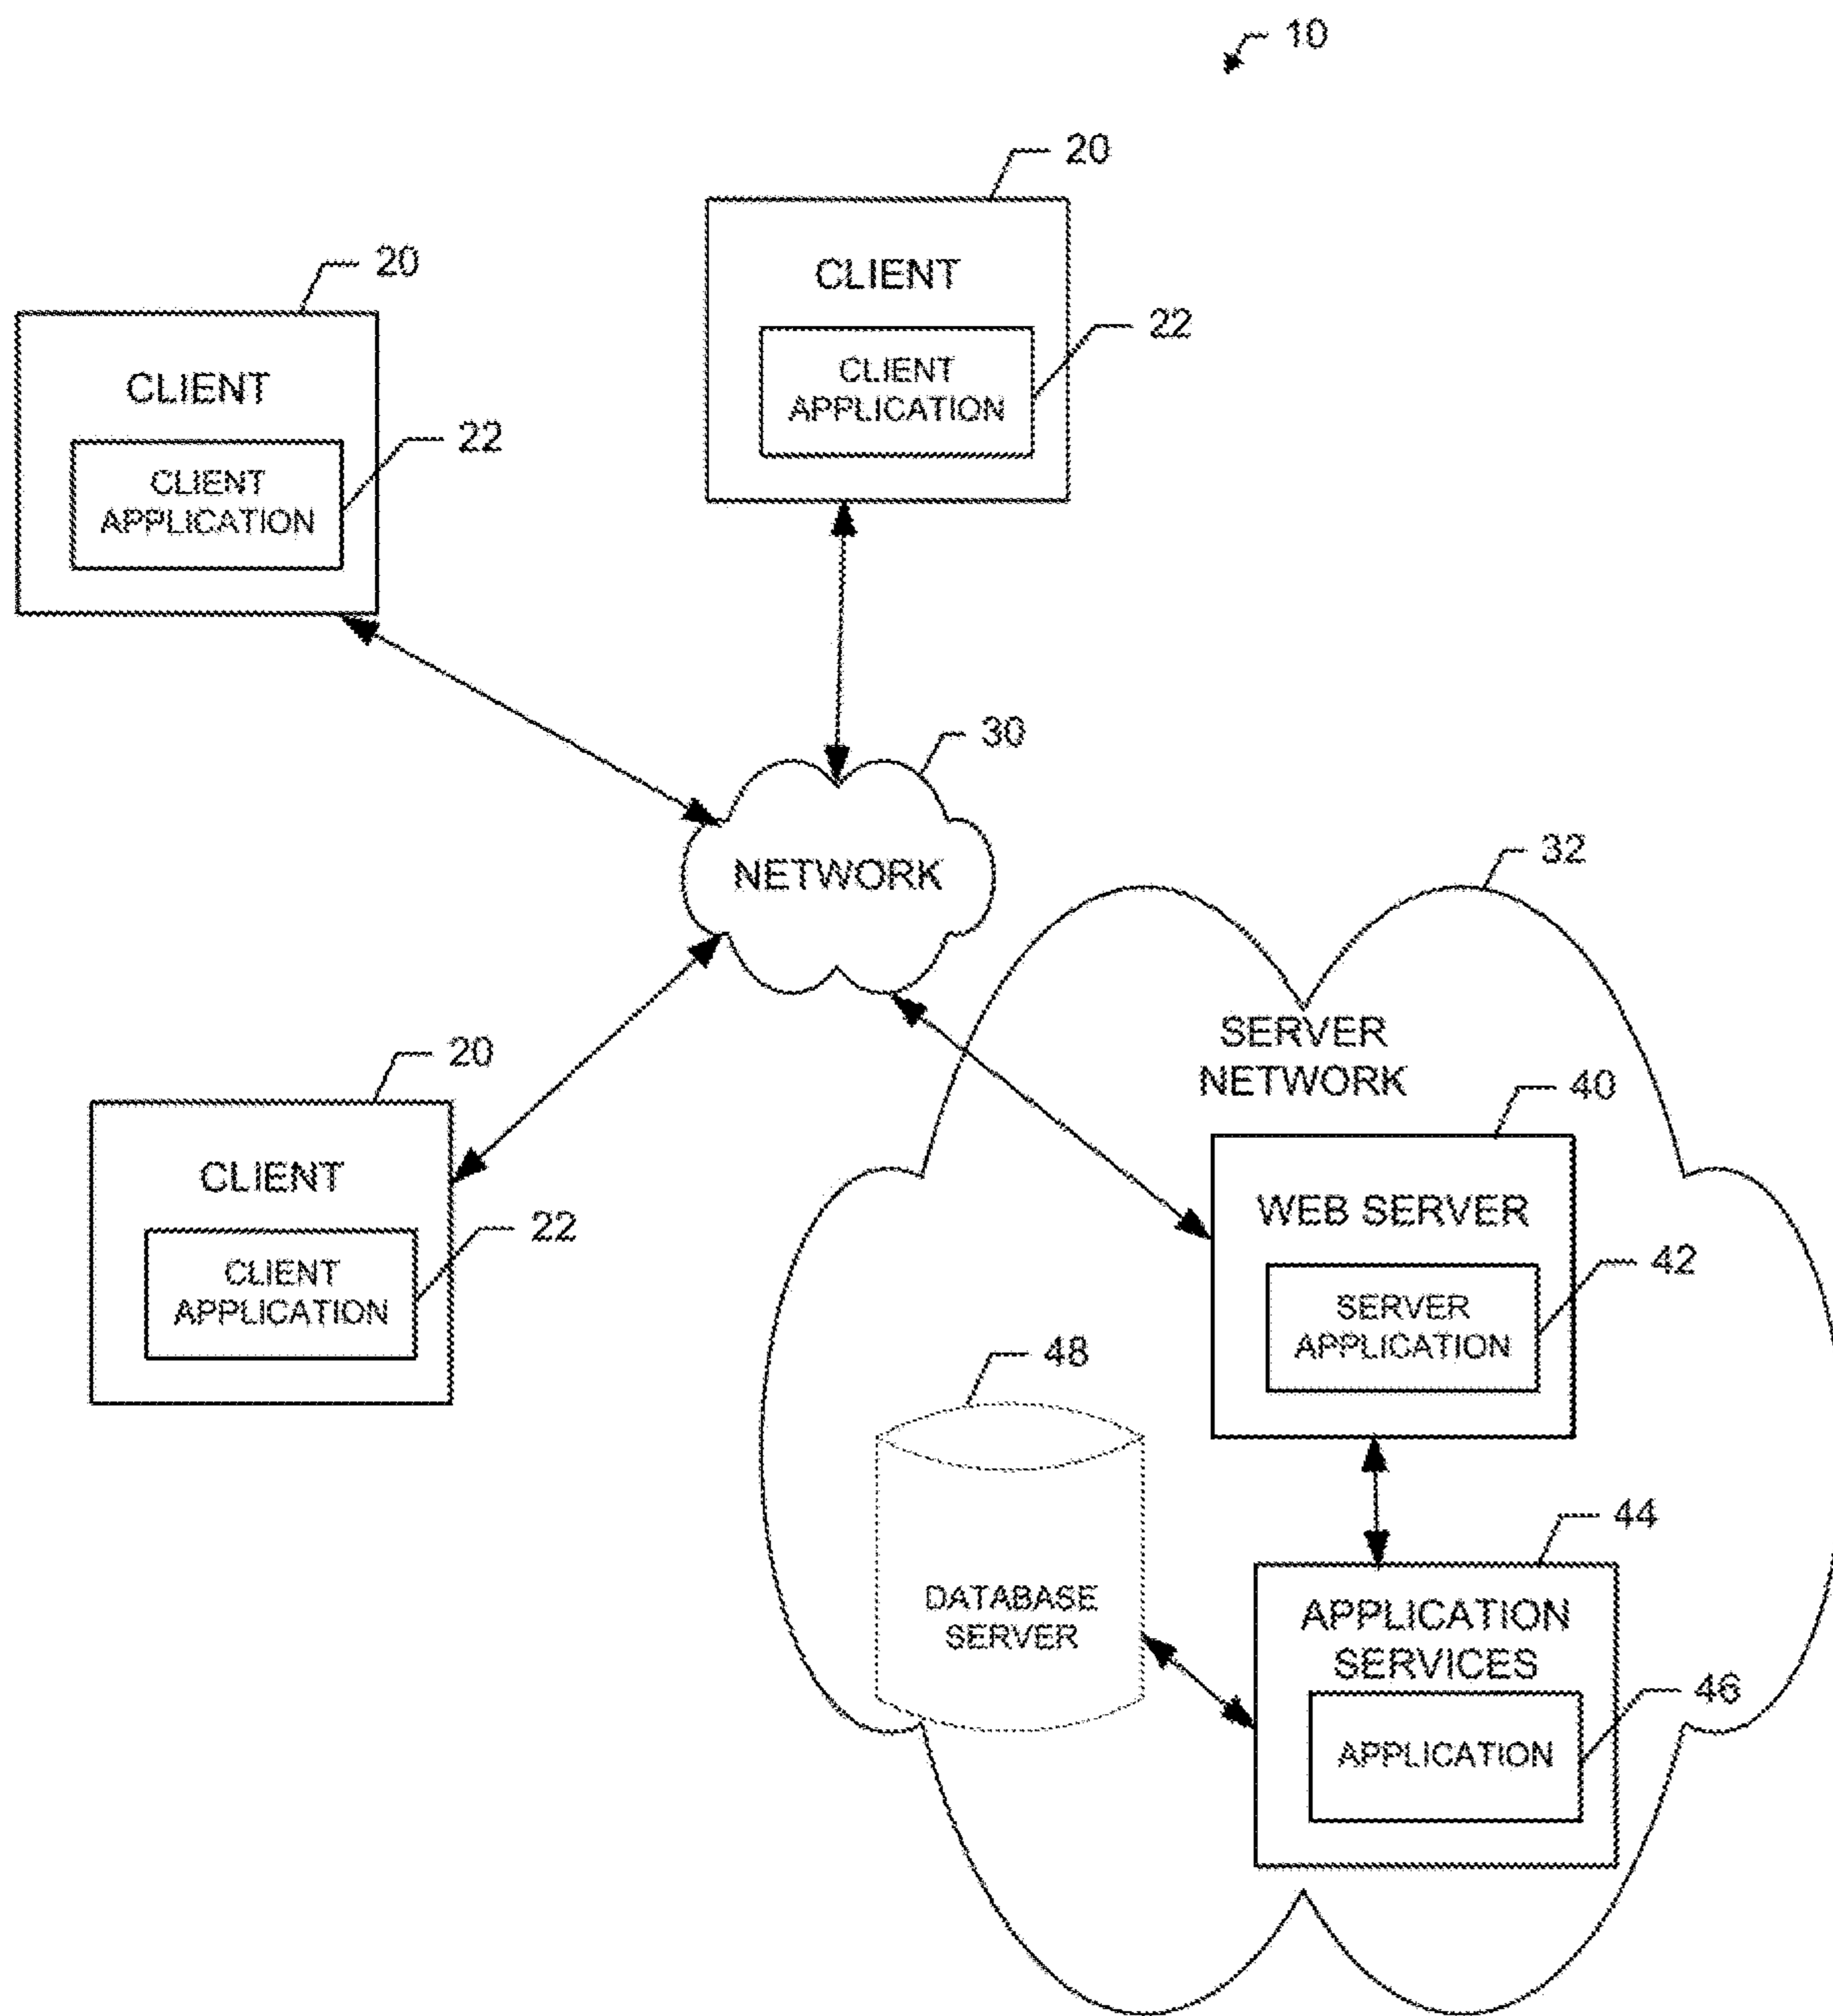 10
20
CLIENT
22
CLIENT
APPLICATION
20
CLIENT
22
CLIENT
APPLICATION
30
NETWORK
32
SERVER
NETWORK
20
CLIENT
22
CLIENT
APPLICATION
40
WEB SERVER
42
SERVER
APPLICATION
48
DATABASE
SERVER
44
APPLICATION
SERVICES
46
APPLICATION